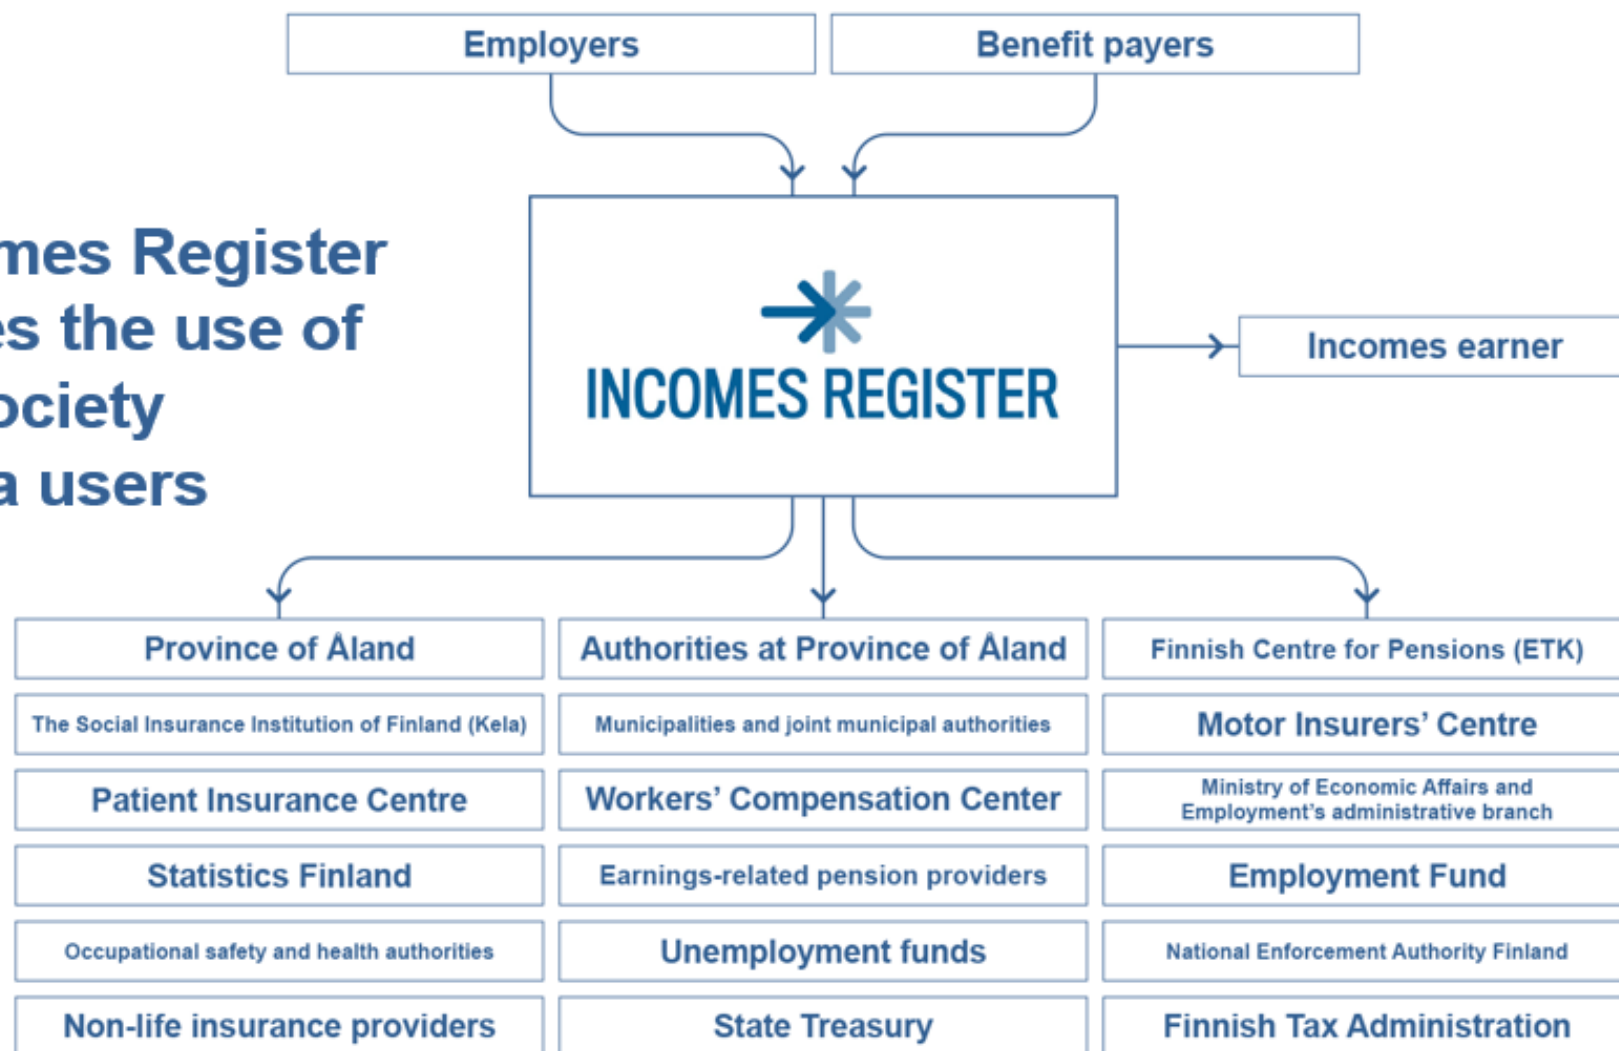 Employers
Benefit payers
mes Register
es the use of
ociety
a users
INCOMES REGISTER
Incomes earner
Province of Åland
Authorities at Province of Åland
Finnish Centre for Pensions (ETK)
The Social Insurance Institution of Finland (Kela)
Municipalities and joint municipal authorities
Motor Insurers’ Centre
Patient Insurance Centre
Workers’ Compensation Center
Ministry of Economic Affairs and
Employment’s administrative branch
Statistics Finland
Earnings-related pension providers
Employment Fund
Occupational safety and health authorities
Unemployment funds
National Enforcement Authority Finland
Non-life insurance providers
State Treasury
Finnish Tax Administration